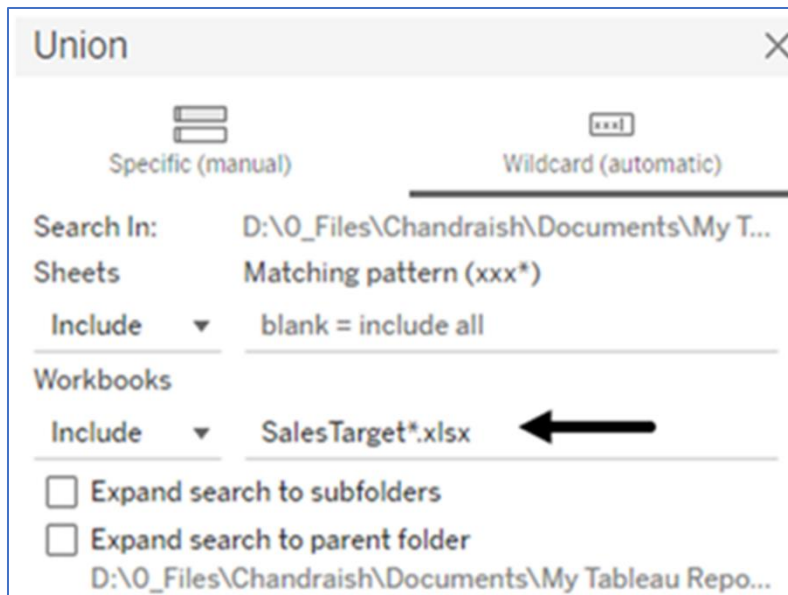 Union
Specific (manual) Wildcard (automatic)
Search In: D:\0_Files\Chandraish\Documents\My T...
Sheets Matching pattern (xxx*)
Include blank = include all
Workbooks
Include SalesTarget*.xlsx
Expand search to subfolders
Expand search to parent folder
D:\0_Files\Chandraish\Documents\My Tableau Repo...